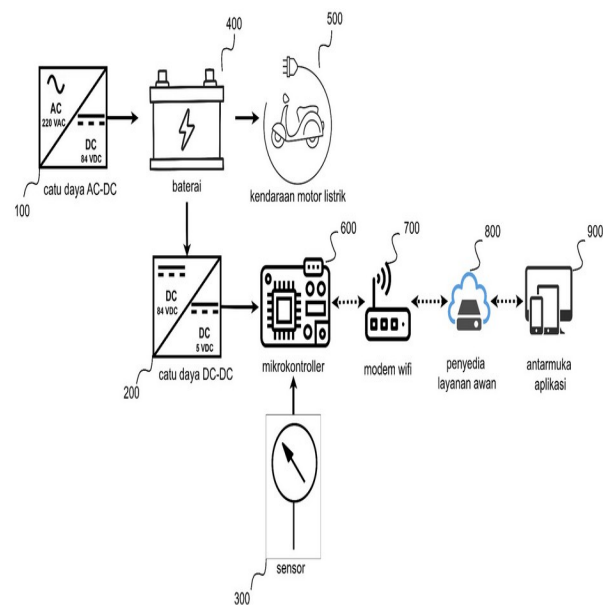 400
500
AC
220 VAC
DC
84 VDC
100
catu daya AC-DC
baterai
kendaraan motor listrik
DC
84 VDC
DC
5 VDC
200
catu daya DC-DC
600
mikrokontroller
700
modem wifi
800
penyedia
layanan awan
900
antarmuka
aplikasi
300
sensor